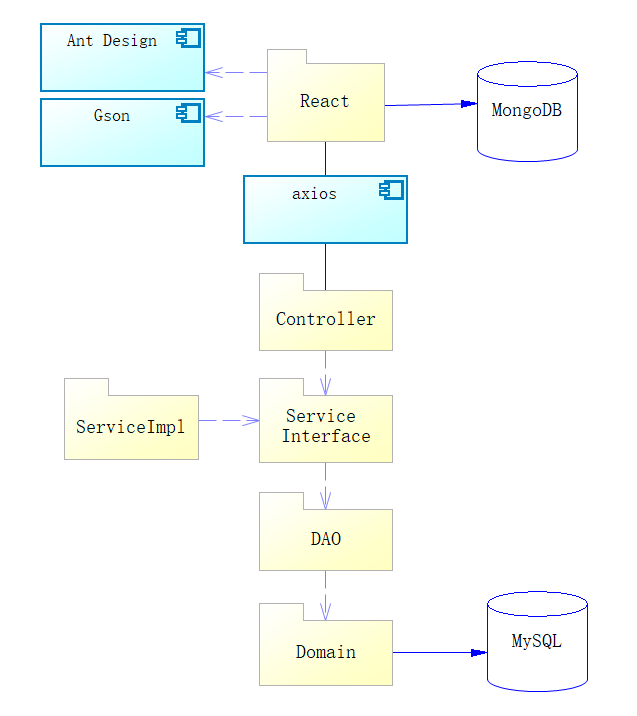 Ant Design
React
MongoDB
Gson
axios
Controller
Service
Interface
ServiceImpl
DAO
Domain
MySQL